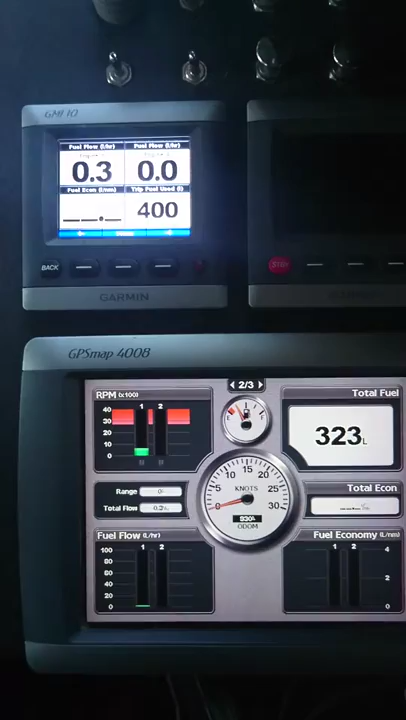 GMI 10
Fuel Flow (l/hr) Fuel Flow (l/hr)
0.3 0.0
Fuel Econ (l/nm) Trip Fuel Used (l)
400
BACK
GARMIN
GPSmap 4008
2/3
RPM (x100)
1 2
40
30
20
10
0
Total Fuel
323L
KNOTS
0 5 10 15 20 25 30
ODOM
Range
Total Flow
Total Econ
Fuel Flow (L/hr)
1 2
100
80
60
40
20
0
Fuel Economy (L/nm)
1 2
4
2
0